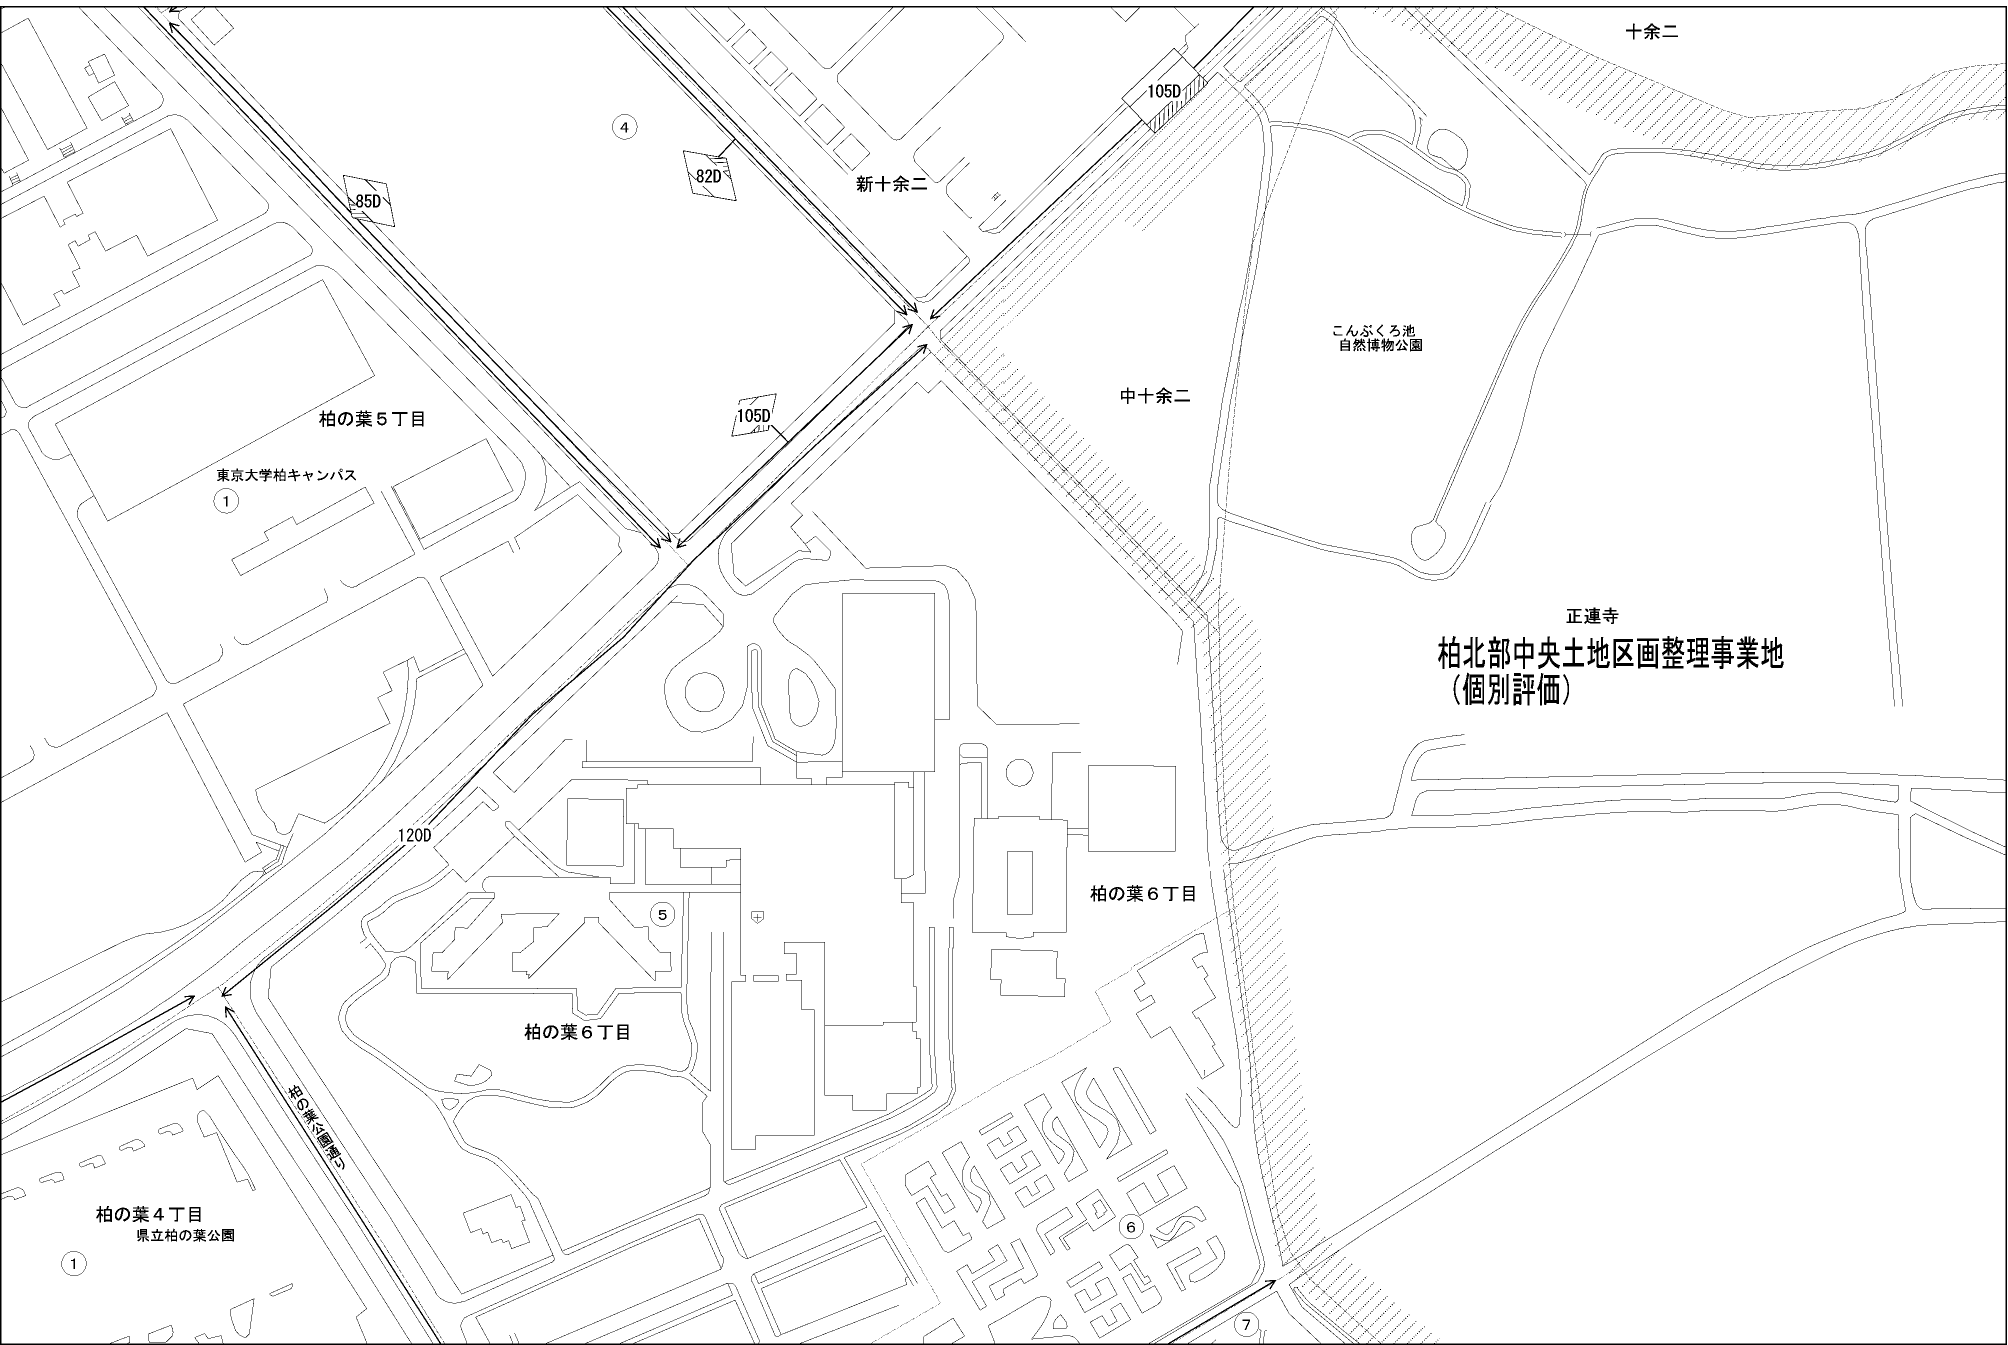 十余二
105D
④
82D
新十余二
85D
こんぶくろ池
自然博物公園
中十余二
105D
柏の葉５丁目
東京大学柏キャンパス
①
正連寺
柏北部中央土地区画整理事業地
（個別評価）
120D
柏の葉６丁目
⑤
柏の葉６丁目
柏の葉公園通り
柏の葉４丁目
県立柏の葉公園
①
⑥
⑦